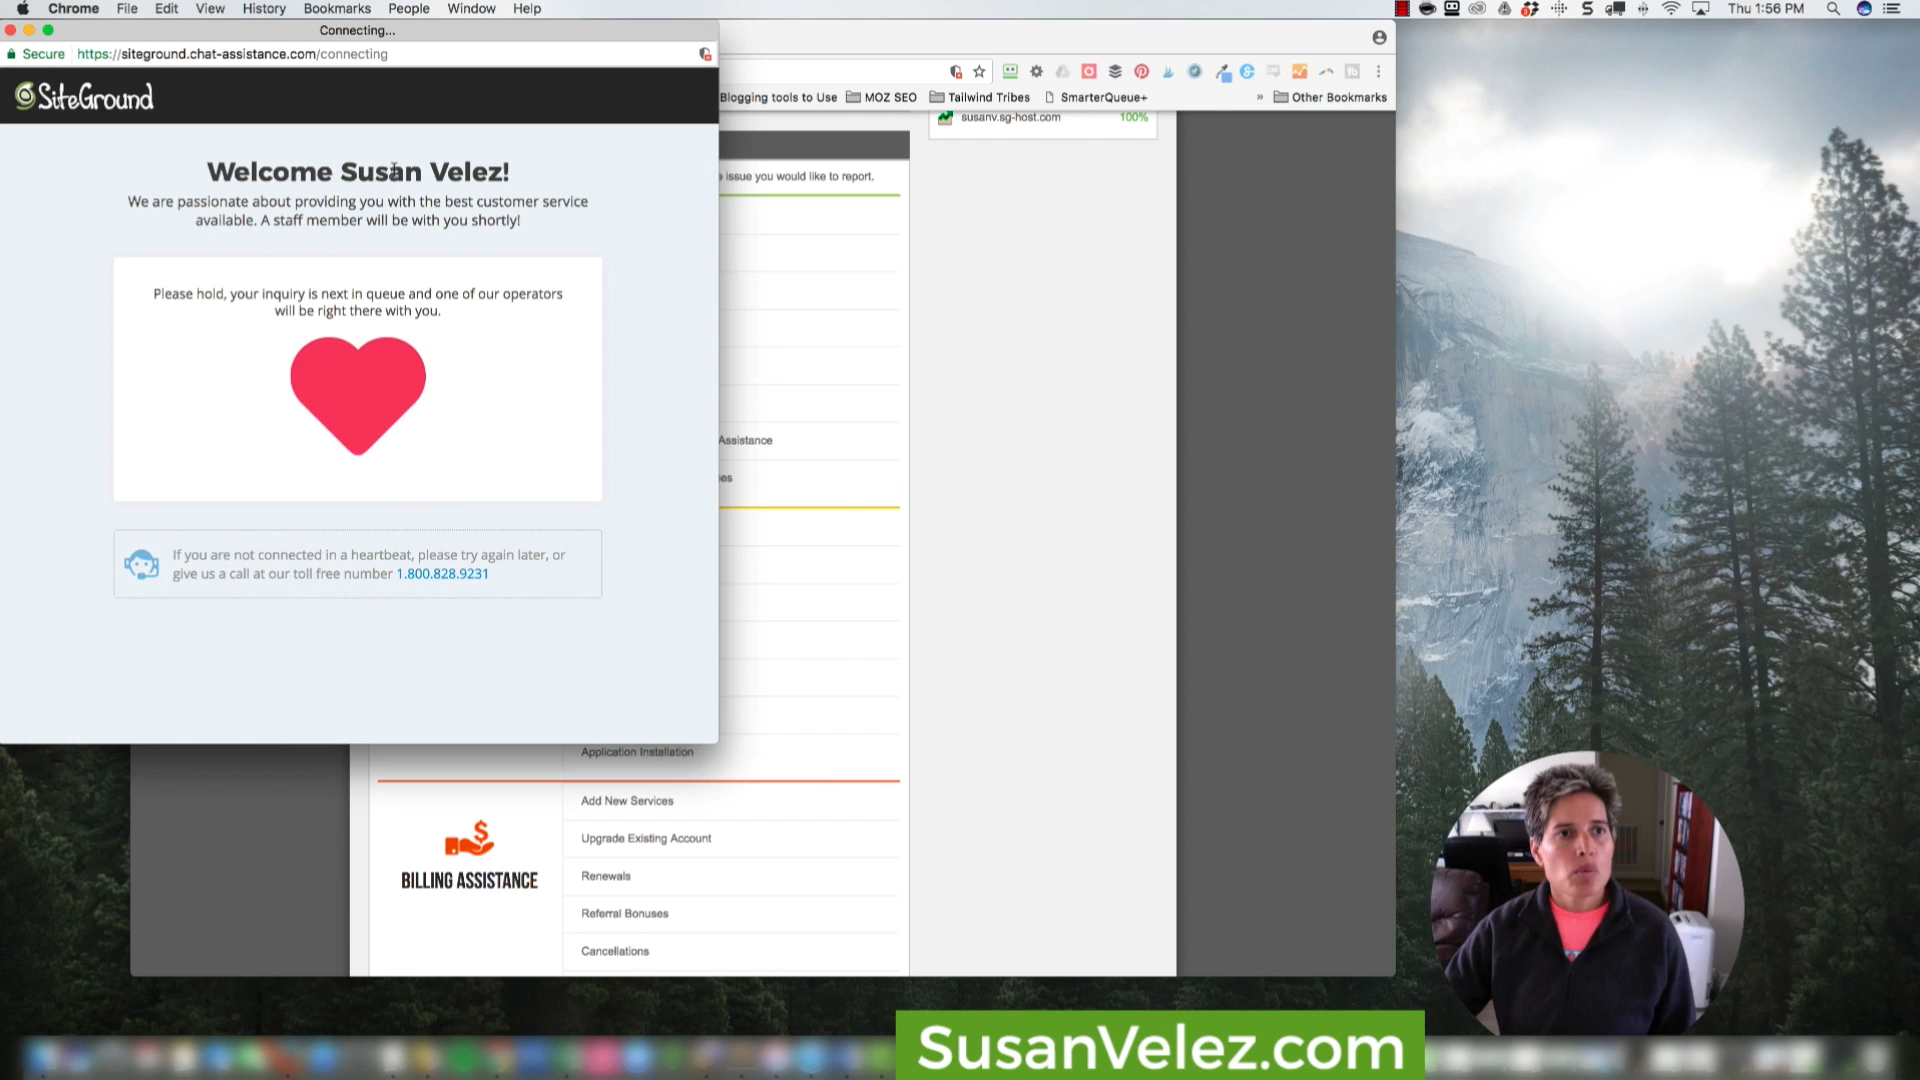 Chrome File Edit View History Bookmarks People Window Help
Thu 1:56 PM
Connecting...
Secure https://siteground.chat-assistance.com/connecting
SiteGround
Blogging tools to Use MOZ SEO Tailwind Tribes SmarterQueue+ » Other Bookmarks
susanv.sg-host.com 100%
Welcome Susan Velez!
We are passionate about providing you with the best customer service
available. A staff member will be with you shortly!
issue you would like to report.
Please hold, your inquiry is next in queue and one of our operators
will be right there with you.
Assistance
es
If you are not connected in a heartbeat, please try again later, or
give us a call at our toll free number 1.800.828.9231
Application Installation
Add New Services
Upgrade Existing Account
BILLING ASSISTANCE
Renewals
Referral Bonuses
Cancellations
SusanVelez.com